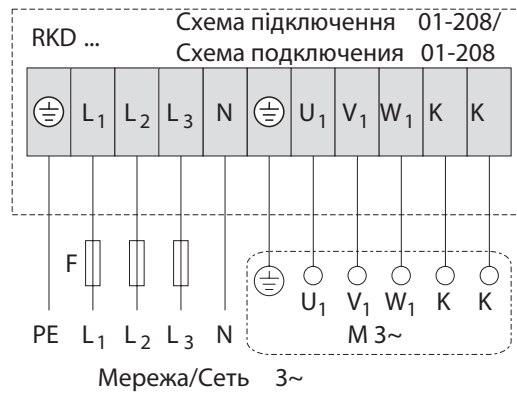 RKD ...
Схема підключення 01-208/
Схема подключения 01-208
L1 L2 L3 N U1 V1 W1 K K
F
U1 V1 W1 K K
PE L1 L2 L3 N M 3~
Мережа/Сеть 3~